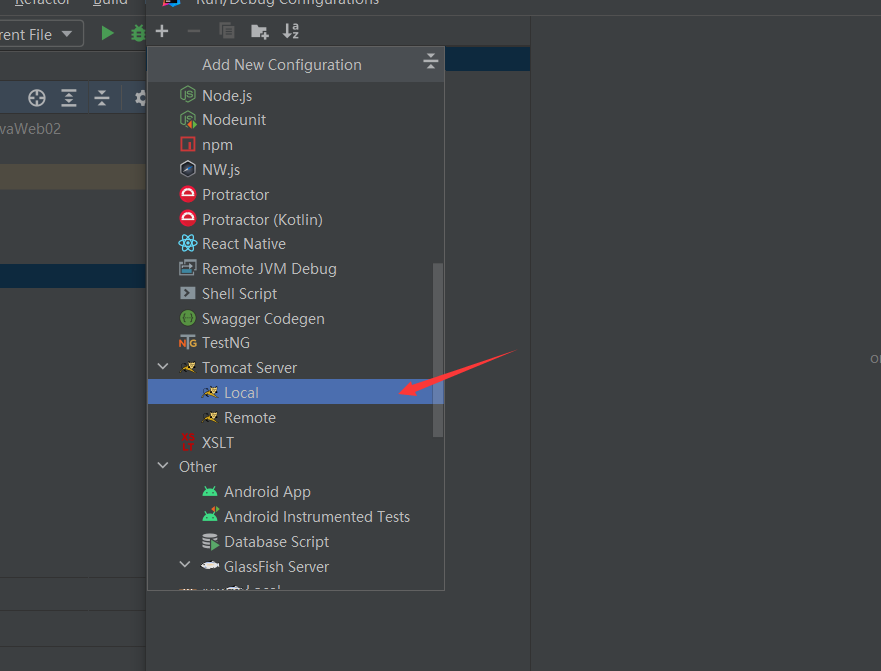 Refactor Build Run/Debug Configurations
rent File
Add New Configuration
vaWeb02
Node.js
Nodeunit
npm
NW.js
Protractor
Protractor (Kotlin)
React Native
Remote JVM Debug
Shell Script
Swagger Codegen
TestNG
Tomcat Server
Local
Remote
XSLT
Other
Android App
Android Instrumented Tests
Database Script
GlassFish Server
Local